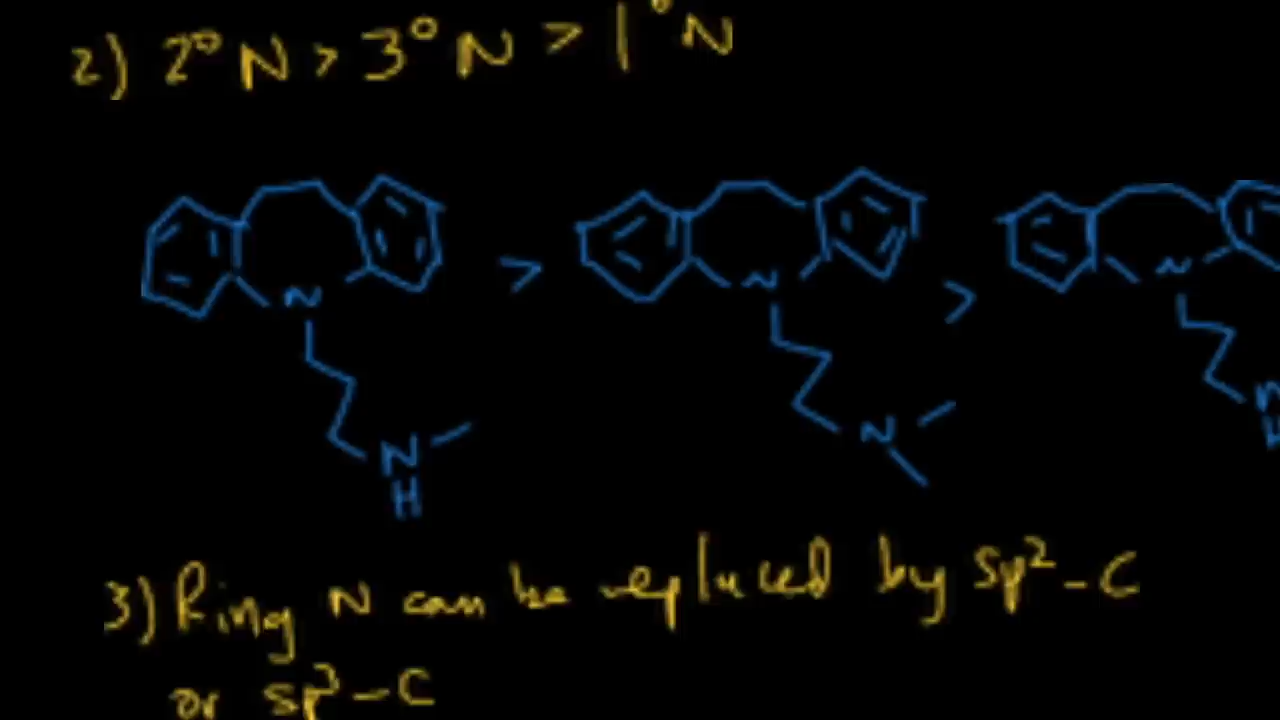 2) 2° N > 3° N > 1° N
N > N > N
N H N N H
3) Ring N can be replaced by sp²-C
or sp³-C